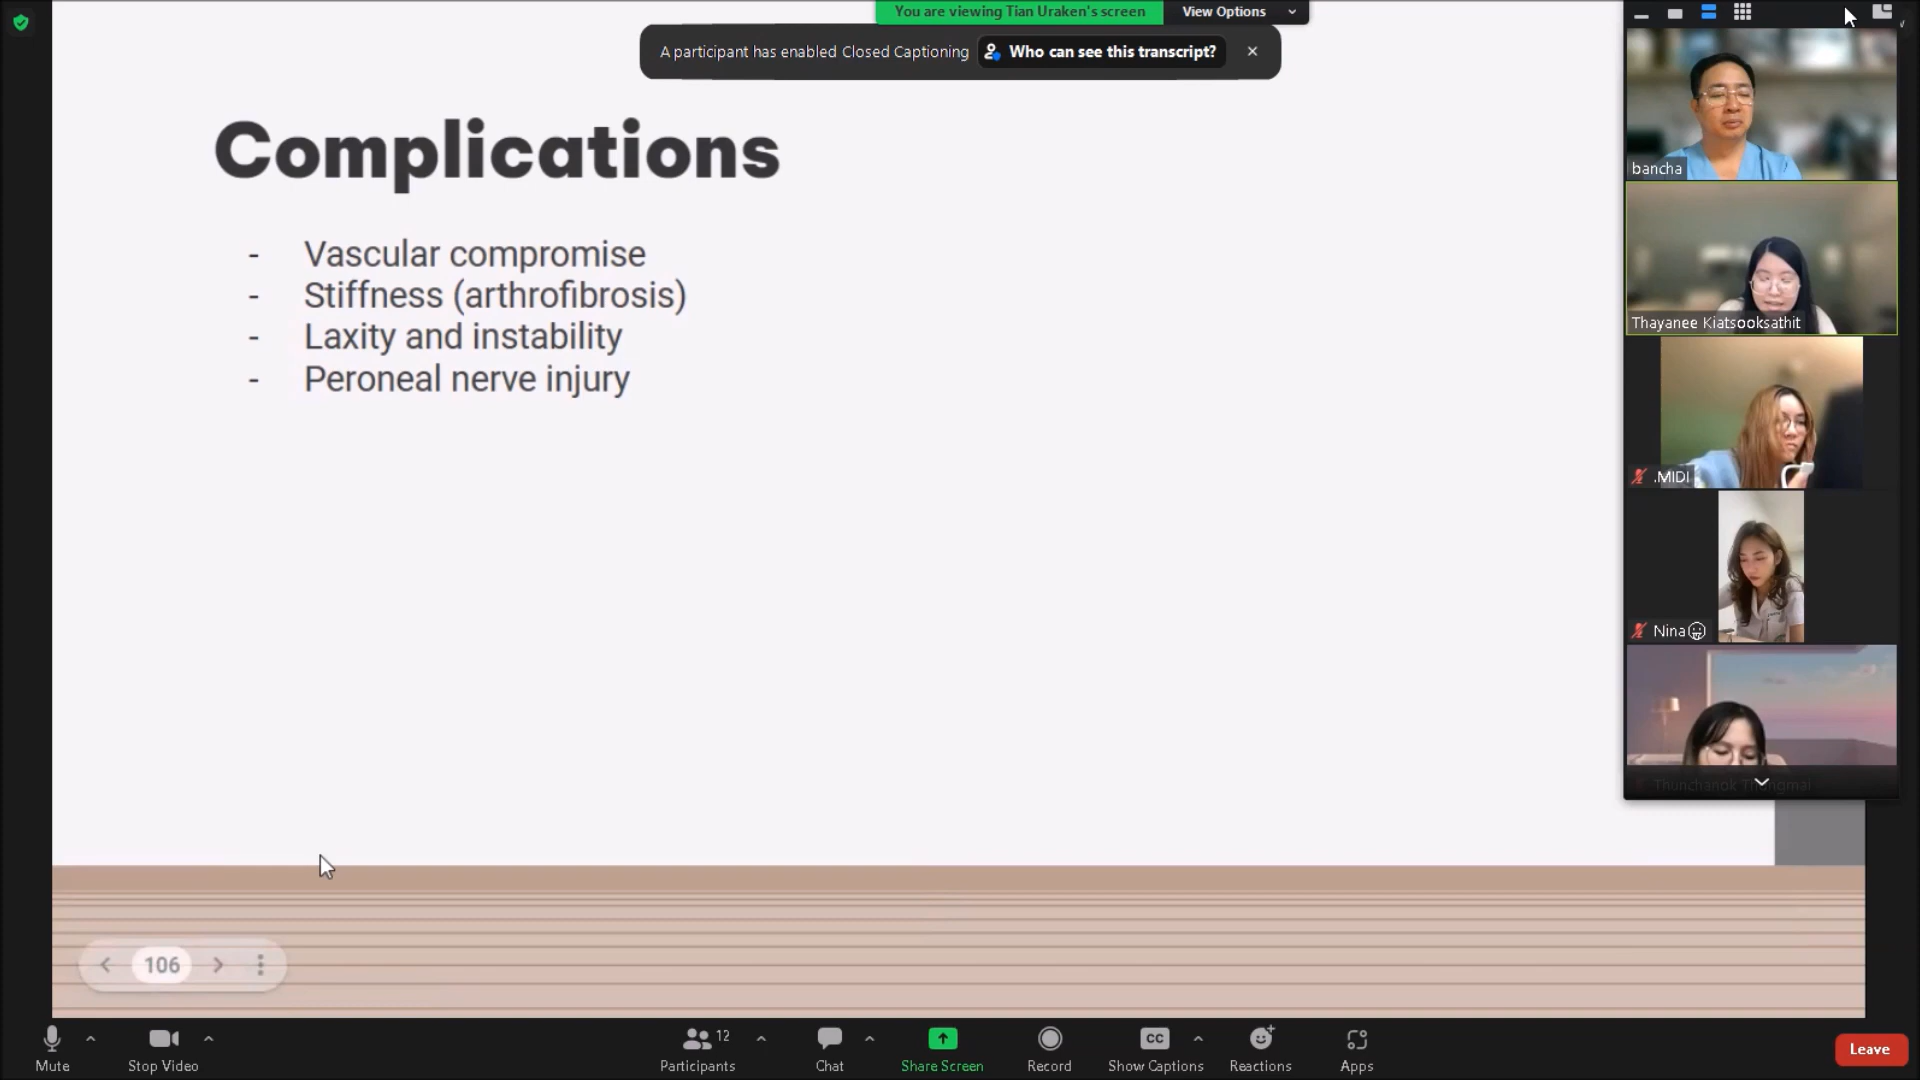 You are viewing Tian Uraken's screen
View Options
A participant has enabled Closed Captioning
Who can see this transcript?
Complications
- Vascular compromise
- Stiffness (arthrofibrosis)
- Laxity and instability
- Peroneal nerve injury
bancha
Thayanee Kiatsooksathit
.MIDI
Nina
106
Mute
Stop Video
12
Participants
Chat
Share Screen
Record
CC
Show Captions
Reactions
Apps
Leave